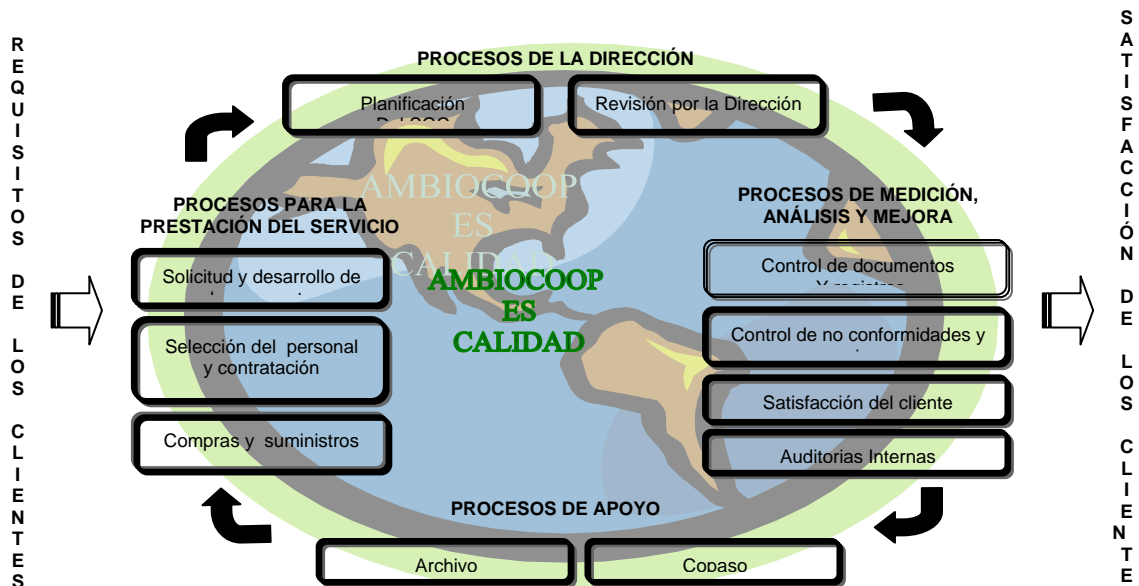 REQUISITOS DE LOS CLIENTES
PROCESOS DE LA DIRECCIÓN
Planificación
Revisión por la Dirección
PROCESOS PARA LA
PRESTACIÓN DEL SERVICIO
Solicitud y desarrollo de
Selección del personal
y contratación
Compras y suministros
AMBIOCOOP
ES
CALIDAD
AMBIOCOOP
ES
CALIDAD
PROCESOS DE MEDICIÓN,
ANÁLISIS Y MEJORA
Control de documentos
Y registros
Control de no conformidades y
Satisfacción del cliente
Auditorias Internas
PROCESOS DE APOYO
Archivo
Copaso
SATISFACCIÓN DE LOS CLIENTE